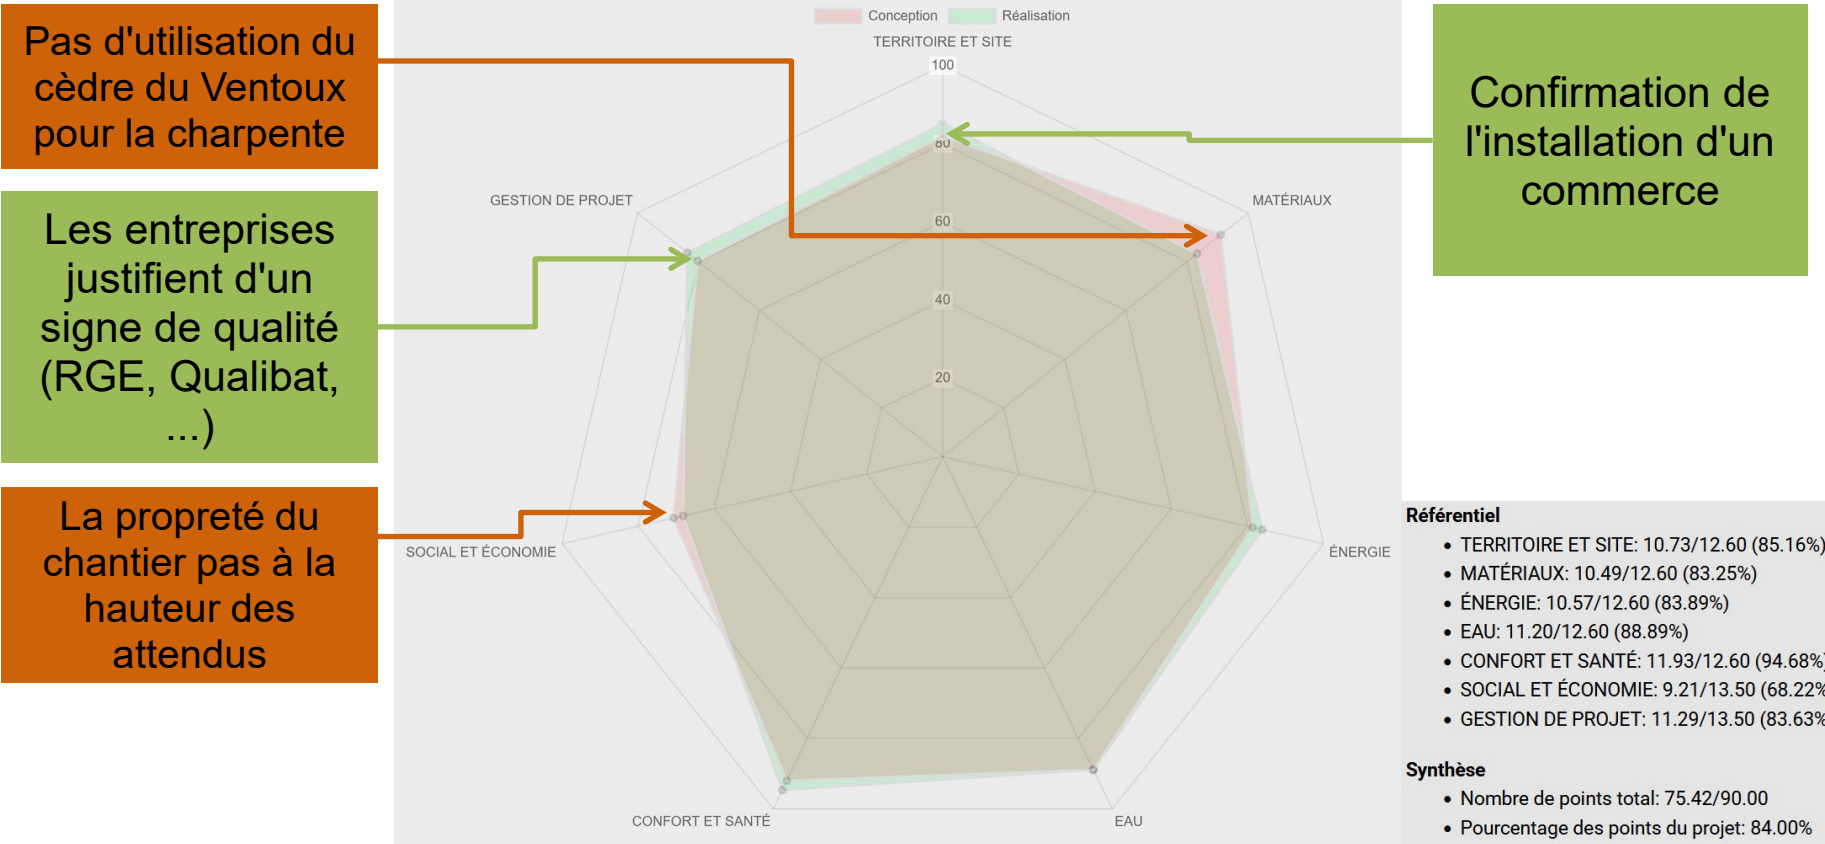 Pas d'utilisation du
cèdre du Ventoux
pour la charpente
Les entreprises
justifient d'un
signe de qualité
(RGE, Qualibat,
...)
La propreté du
chantier pas à la
hauteur des
attendus
Conception
Réalisation
TERRITOIRE ET SITE
100
80
60
40
20
GESTION DE PROJET
MATÉRIAUX
SOCIAL ET ÉCONOMIE
ÉNERGIE
CONFORT ET SANTÉ
EAU
Confirmation de
l'installation d'un
commerce
Référentiel
• TERRITOIRE ET SITE: 10.73/12.60 (85.16%)
• MATÉRIAUX: 10.49/12.60 (83.25%)
• ÉNERGIE: 10.57/12.60 (83.89%)
• EAU: 11.20/12.60 (88.89%)
• CONFORT ET SANTÉ: 11.93/12.60 (94.68%)
• SOCIAL ET ÉCONOMIE: 9.21/13.50 (68.22%
• GESTION DE PROJET: 11.29/13.50 (83.63%
Synthèse
• Nombre de points total: 75.42/90.00
• Pourcentage des points du projet: 84.00%